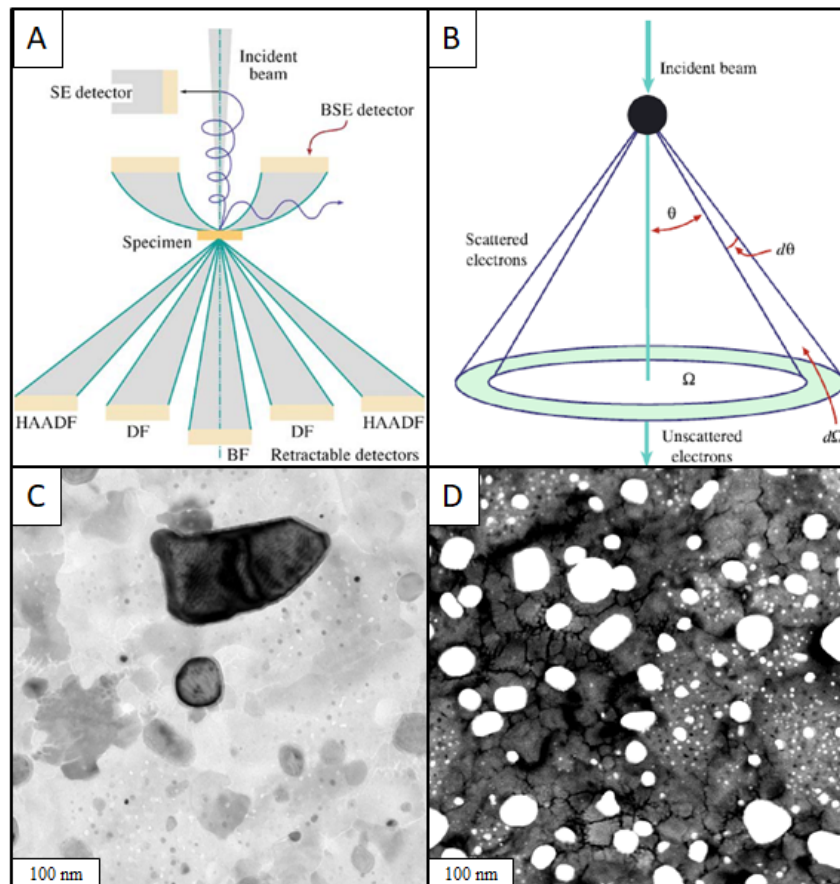 A
Incident
beam
SE detector
BSE detector
Specimen
HAADF
DF
BF
DF
HAADF
Retractable detectors
B
Incident beam
θ
Scattered
electrons
dθ
Ω
Unscattered
electrons
dΩ
C
100 nm
D
100 nm